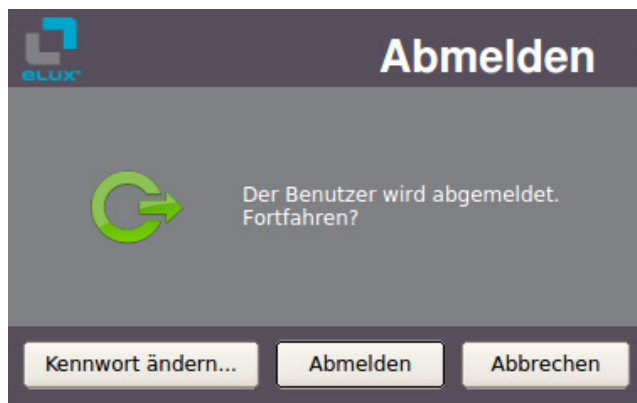 eLUX®
Abmelden
Der Benutzer wird abgemeldet.
Fortfahren?
Kennwort ändern...
Abmelden
Abbrechen